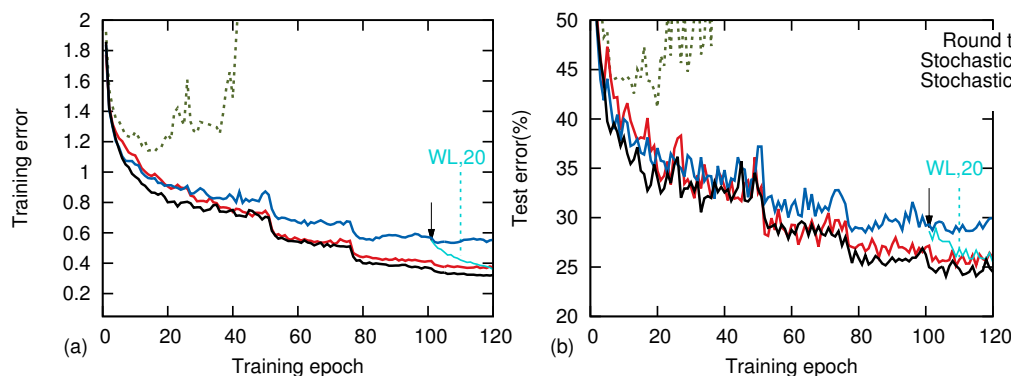 2
1.8
1.6
1.4
1.2
1
0.8
0.6
0.4
0.2
0 20 40 60 80 100 120
Training error
Training epoch
(a)
WL,20
50
45
40
35
30
25
20
0 20 40 60 80 100 120
Test error(%)
Training epoch
(b)
WL,20
Round t
Stochastic
Stochastic